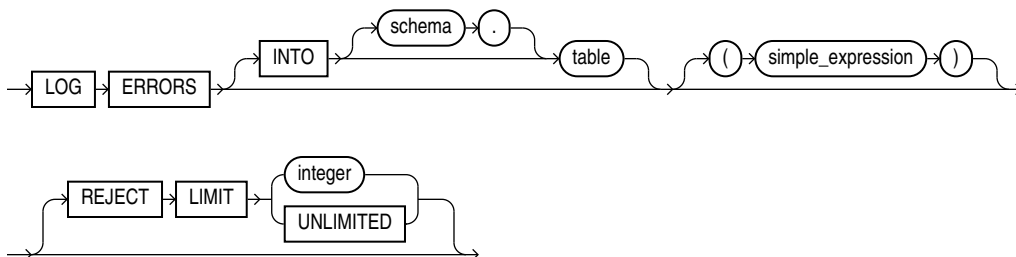 schema .
INTO table ( simple_expression )
LOG ERRORS
integer
REJECT LIMIT
UNLIMITED